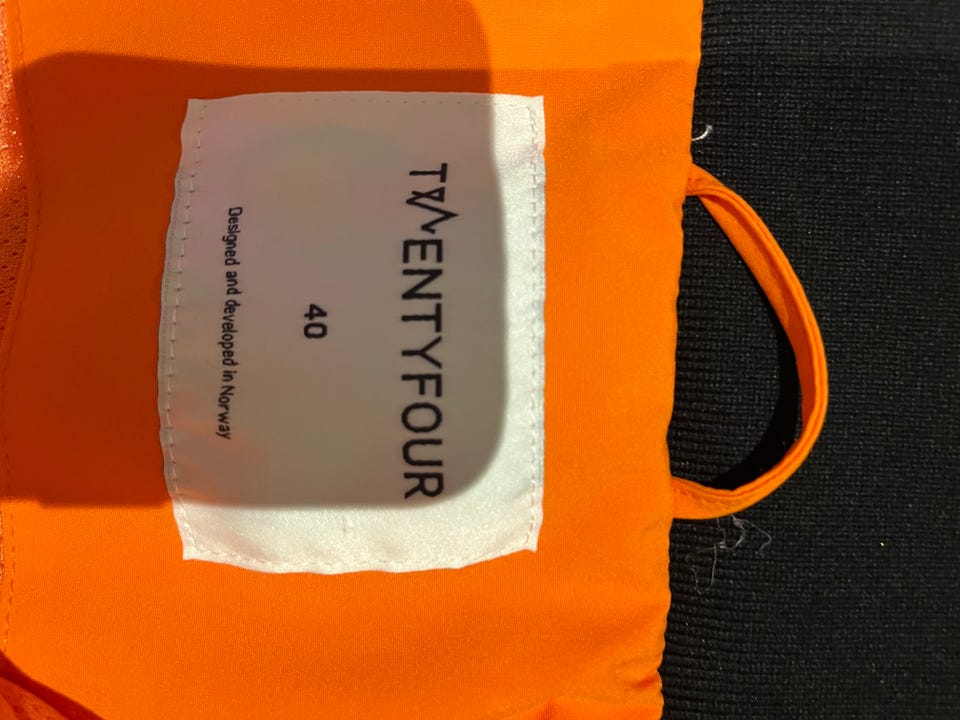 TWENTYFOUR
40
Designed and developed in Norway